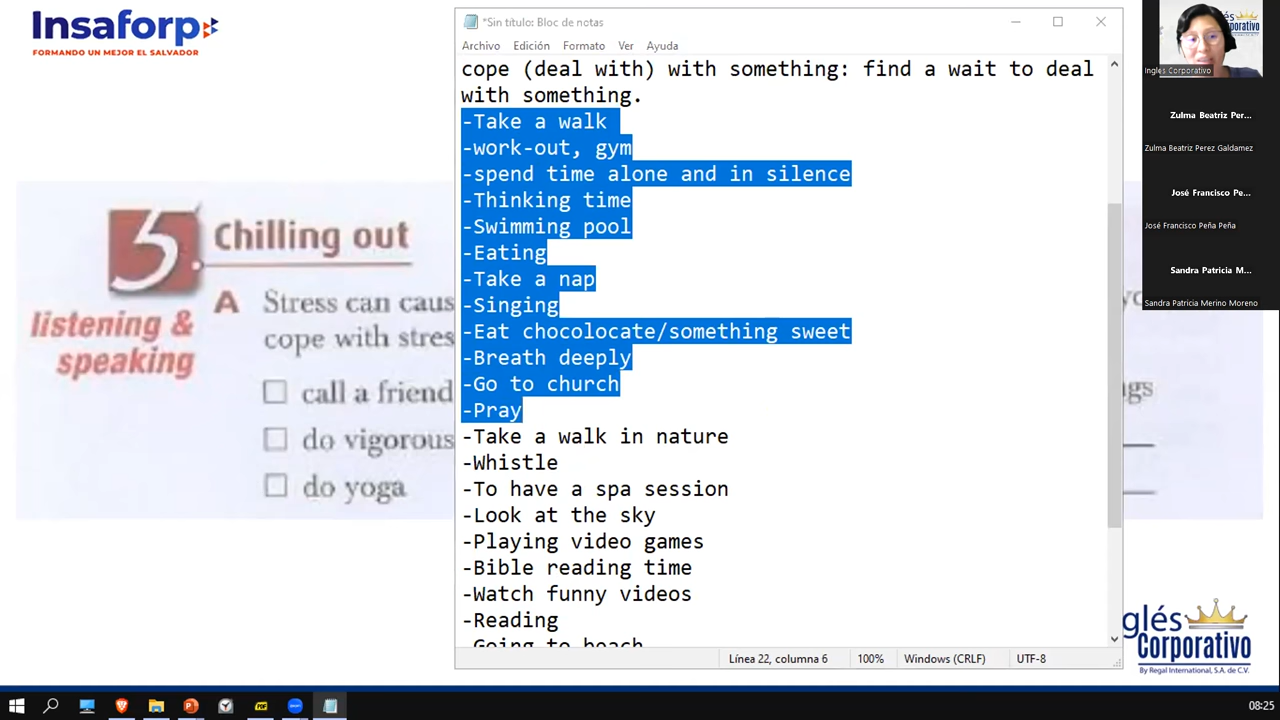 Insaforp
FORMANDO UN MEJOR EL SALVADOR
*Sin título: Bloc de notas
Archivo Edición Formato Ver Ayuda
cope (deal with) with something: find a wait to deal
with something.
-Take a walk
-work-out, gym
-spend time alone and in silence
-Thinking time
-Swimming pool
-Eating
-Take a nap
-Singing
-Eat chocolocate/something sweet
-Breath deeply
-Go to church
-Pray
-Take a walk in nature
-Whistle
-To have a spa session
-Look at the sky
-Playing video games
-Bible reading time
-Watch funny videos
-Reading
-Going to beach
Línea 22, columna 6 100% Windows (CRLF) UTF-8
5 Chilling out
listening &
speaking
A Stress can caus
cope with stres
call a friend
do vigorous
do yoga
ngs
Inglés Corporativo
Zulma Beatriz Per...
Zulma Beatriz Perez Galdamez
José Francisco Pe...
José Francisco Peña Peña
Sandra Patricia M...
Sandra Patricia Merino Moreno
glés
Corporativo
By Regal International, S.A. de C.V.
08:25